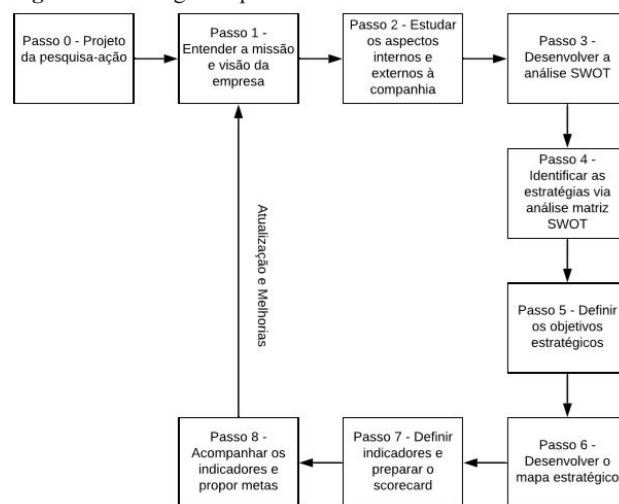 Passo 0 - Projeto
da pesquisa-ação
Passo 1 -
Entender a missão
e visão da
empresa
Passo 2 - Estudar
os aspectos
internos e
externos à
companhia
Passo 3 -
Desenvolver a
análise SWOT
Passo 4 -
Identificar as
estratégias via
análise matriz
SWOT
Passo 5 - Definir
os objetivos
estratégicos
Passo 6 -
Desenvolver o
mapa estratégico
Passo 7 - Definir
indicadores e
preparar o
scorecard
Passo 8 -
Acompanhar os
indicadores e
propor metas
Atualização e Melhorias